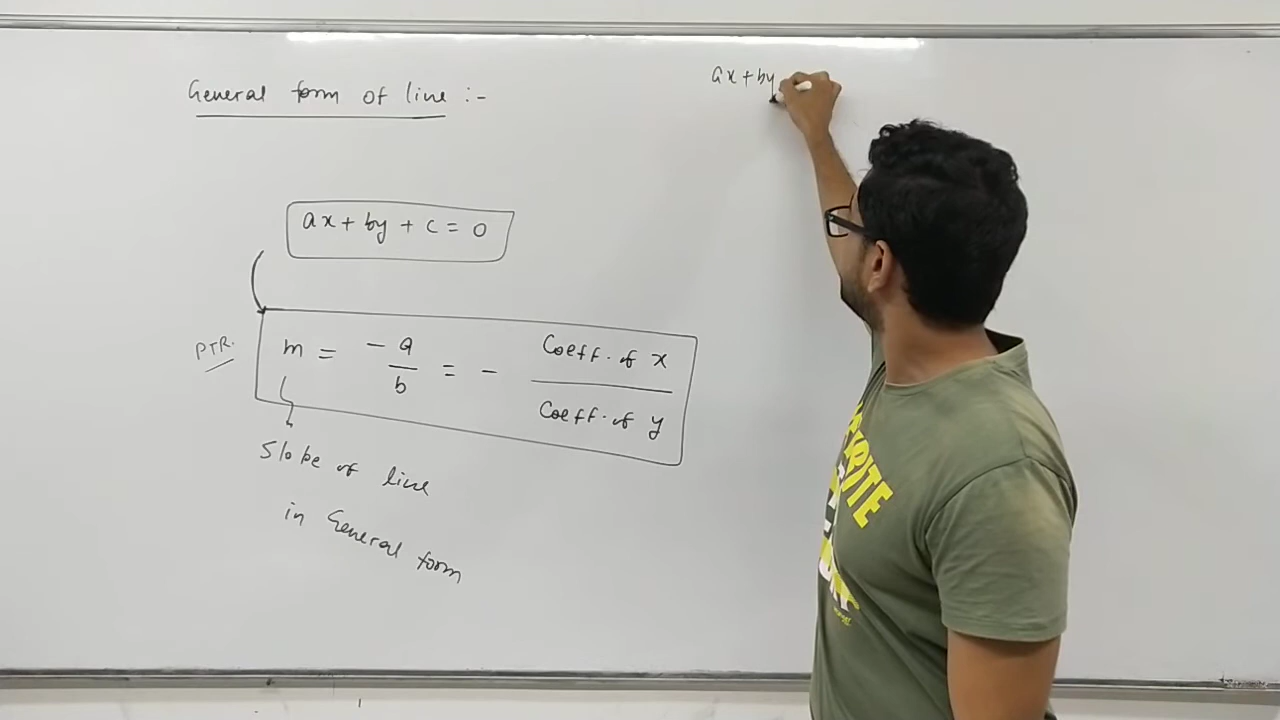 General form of line :-
ax + by + c = 0
PTR.
m = -a/b = - Coeff. of x / Coeff. of y
Slope of line
in General form
ax + by